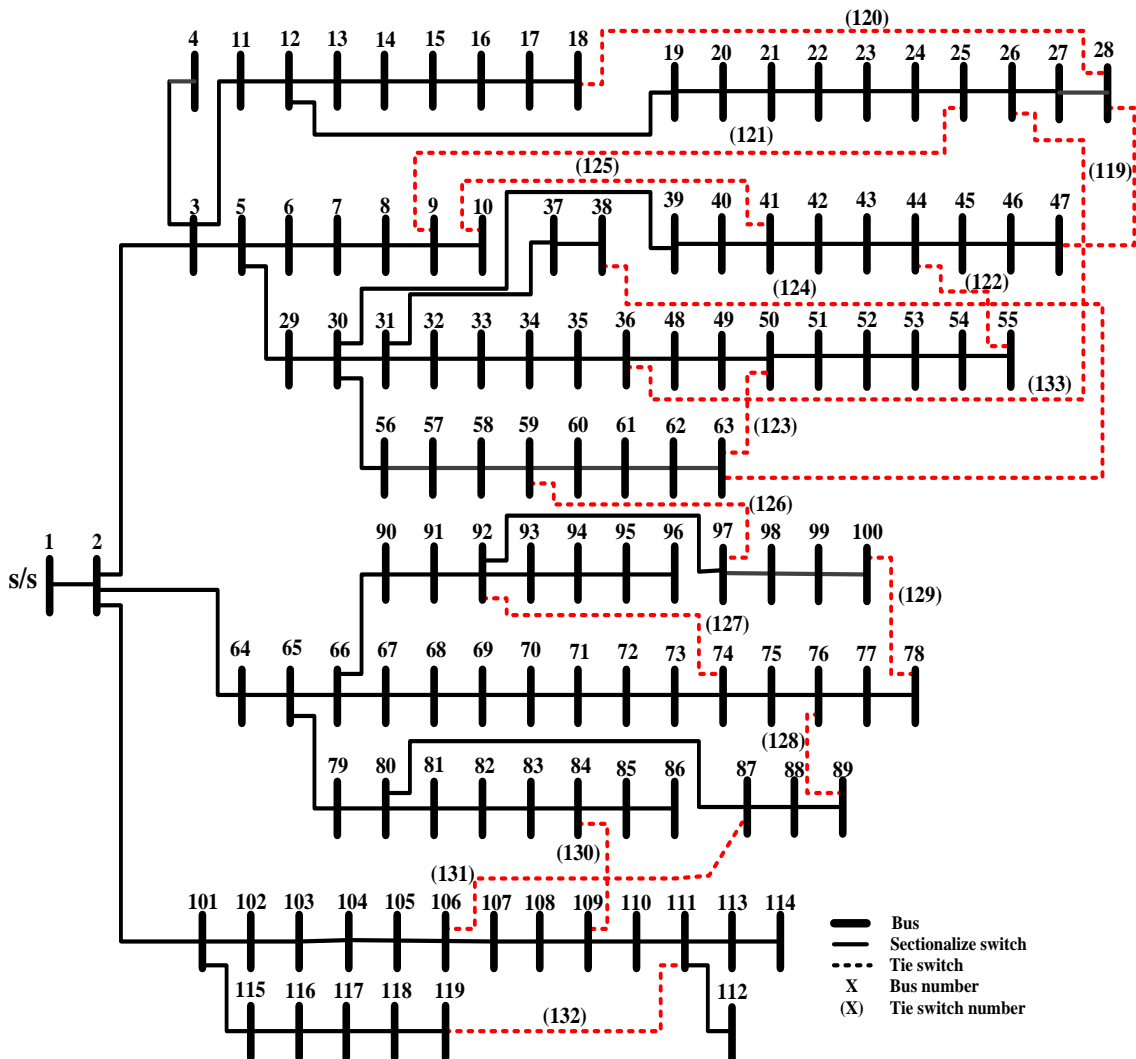 (120)
4 11 12 13 14 15 16 17 18
19 20 21 22 23 24 25 26 27 28
(121)
(125)
(119)
3 5 6 7 8 9 10 37 38 39 40 41 42 43 44 45 46 47
(124)
(122)
29 30 31 32 33 34 35 36 48 49 50 51 52 53 54 55
(133)
56 57 58 59 60 61 62 63
(123)
(126)
1 2
s/s
90 91 92 93 94 95 96 97 98 99 100
(129)
(127)
64 65 66 67 68 69 70 71 72 73 74 75 76 77 78
(128)
79 80 81 82 83 84 85 86 87 88 89
(130)
(131)
101 102 103 104 105 106 107 108 109 110 111 113 114
Bus
Sectionalize switch
Tie switch
X Bus number
(X) Tie switch number
115 116 117 118 119
112
(132)